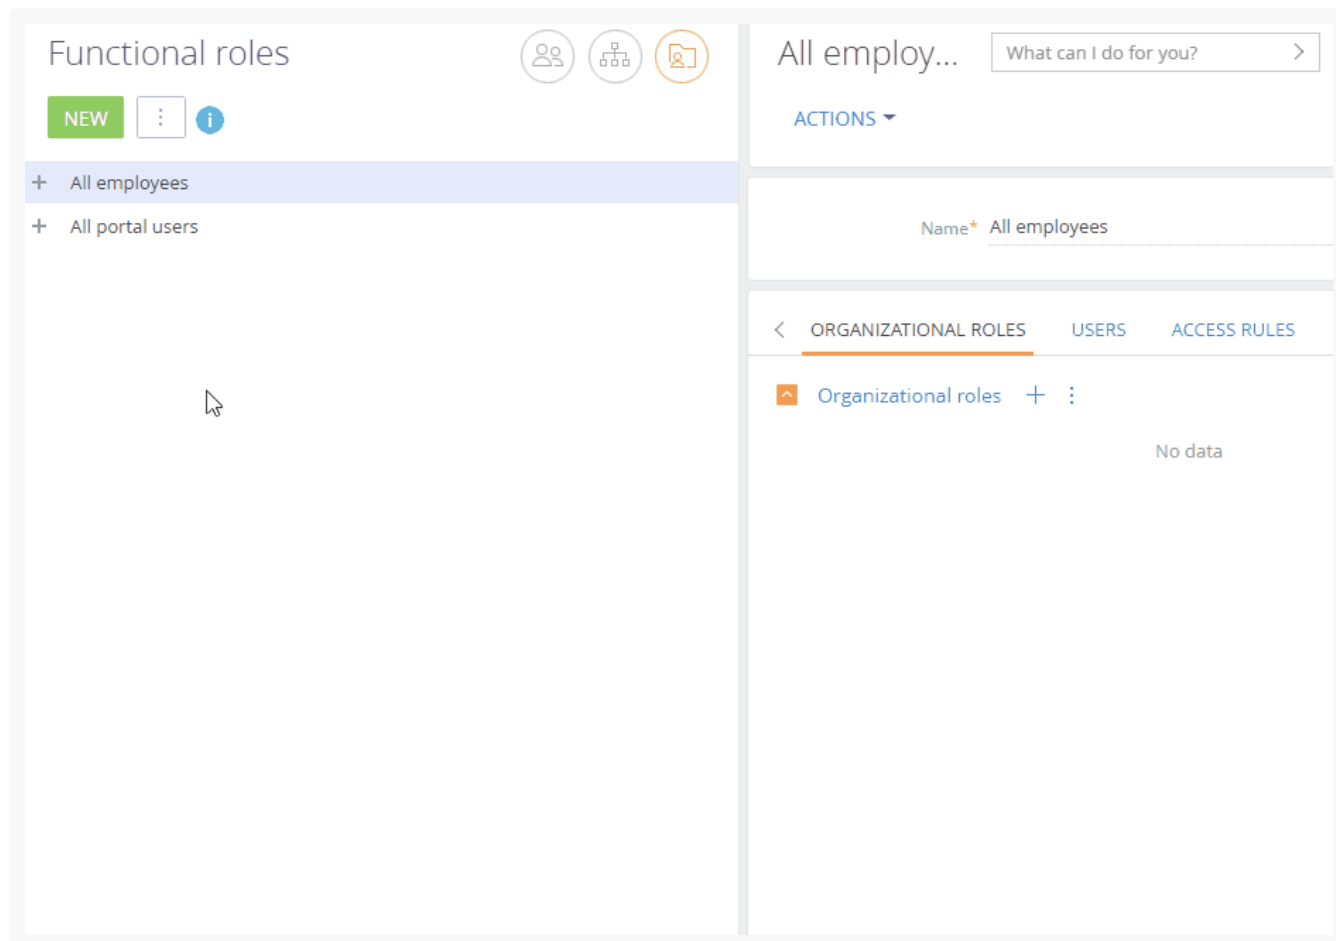 Functional roles
NEW
i
All employees
All portal users
All employ...
What can I do for you?
ACTIONS
Name* All employees
ORGANIZATIONAL ROLES USERS ACCESS RULES
Organizational roles
No data